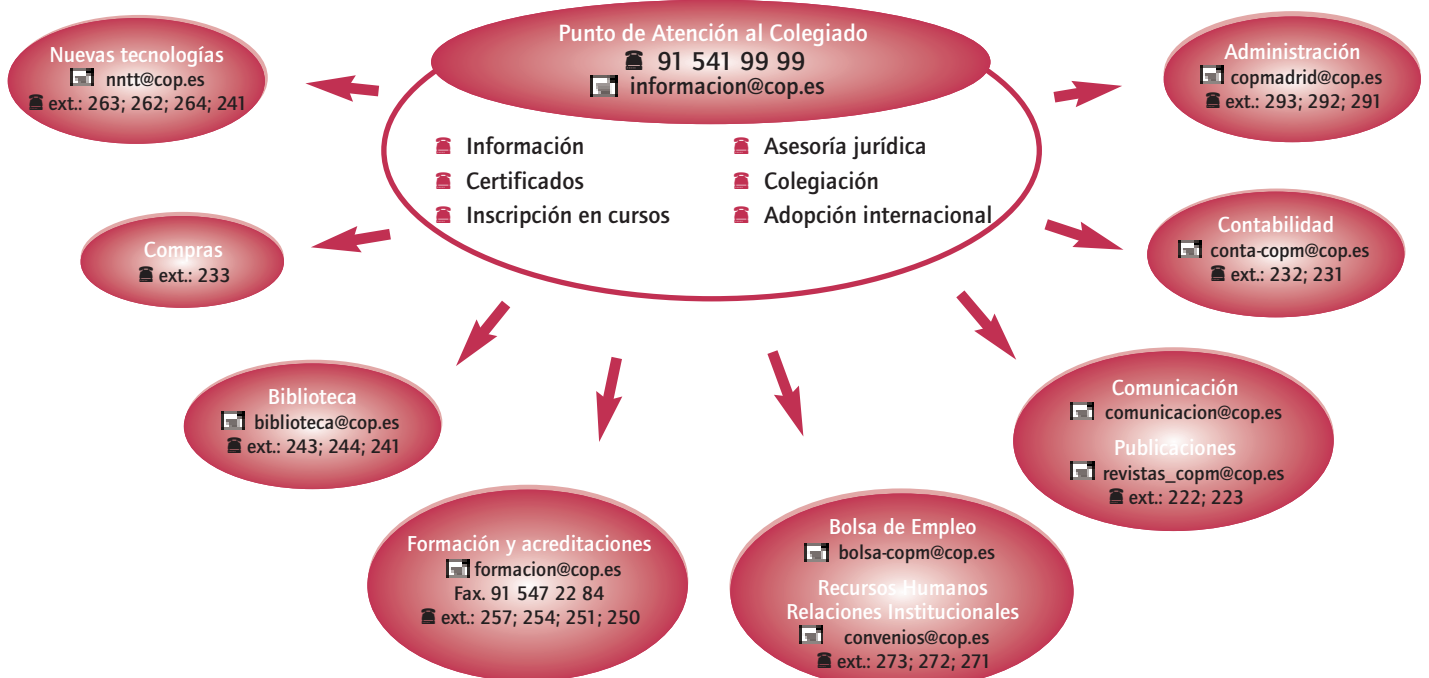 Punto de Atención al Colegiado
91 541 99 99
informacion@cop.es
Información
Certificados
Inscripción en cursos
Asesoría jurídica
Colegiación
Adopción internacional
Nuevas tecnologías
nntt@cop.es
ext.: 263; 262; 264; 241
Compras
ext.: 233
Biblioteca
biblioteca@cop.es
ext.: 243; 244; 241
Formación y acreditaciones
formacion@cop.es
Fax. 91 547 22 84
ext.: 257; 254; 251; 250
Bolsa de Empleo
bolsa-copm@cop.es
Recursos Humanos
Relaciones Institucionales
convenios@cop.es
ext.: 273; 272; 271
Comunicación
comunicacion@cop.es
Publicaciones
revistas_copm@cop.es
ext.: 222; 223
Contabilidad
conta-copm@cop.es
ext.: 232; 231
Administración
copmadrid@cop.es
ext.: 293; 292; 291